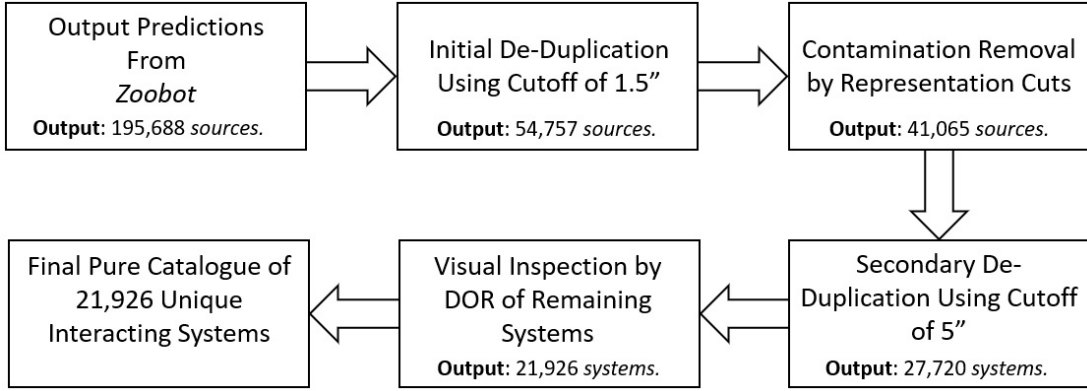 Output Predictions
From
Zoobot
Output: 195,688 sources.
Initial De-Duplication
Using Cutoff of 1.5”
Output: 54,757 sources.
Contamination Removal
by Representation Cuts
Output: 41,065 sources.
Secondary De-
Duplication Using Cutoff
of 5”
Output: 27,720 systems.
Visual Inspection by
DOR of Remaining
Systems
Output: 21,926 systems.
Final Pure Catalogue of
21,926 Unique
Interacting Systems